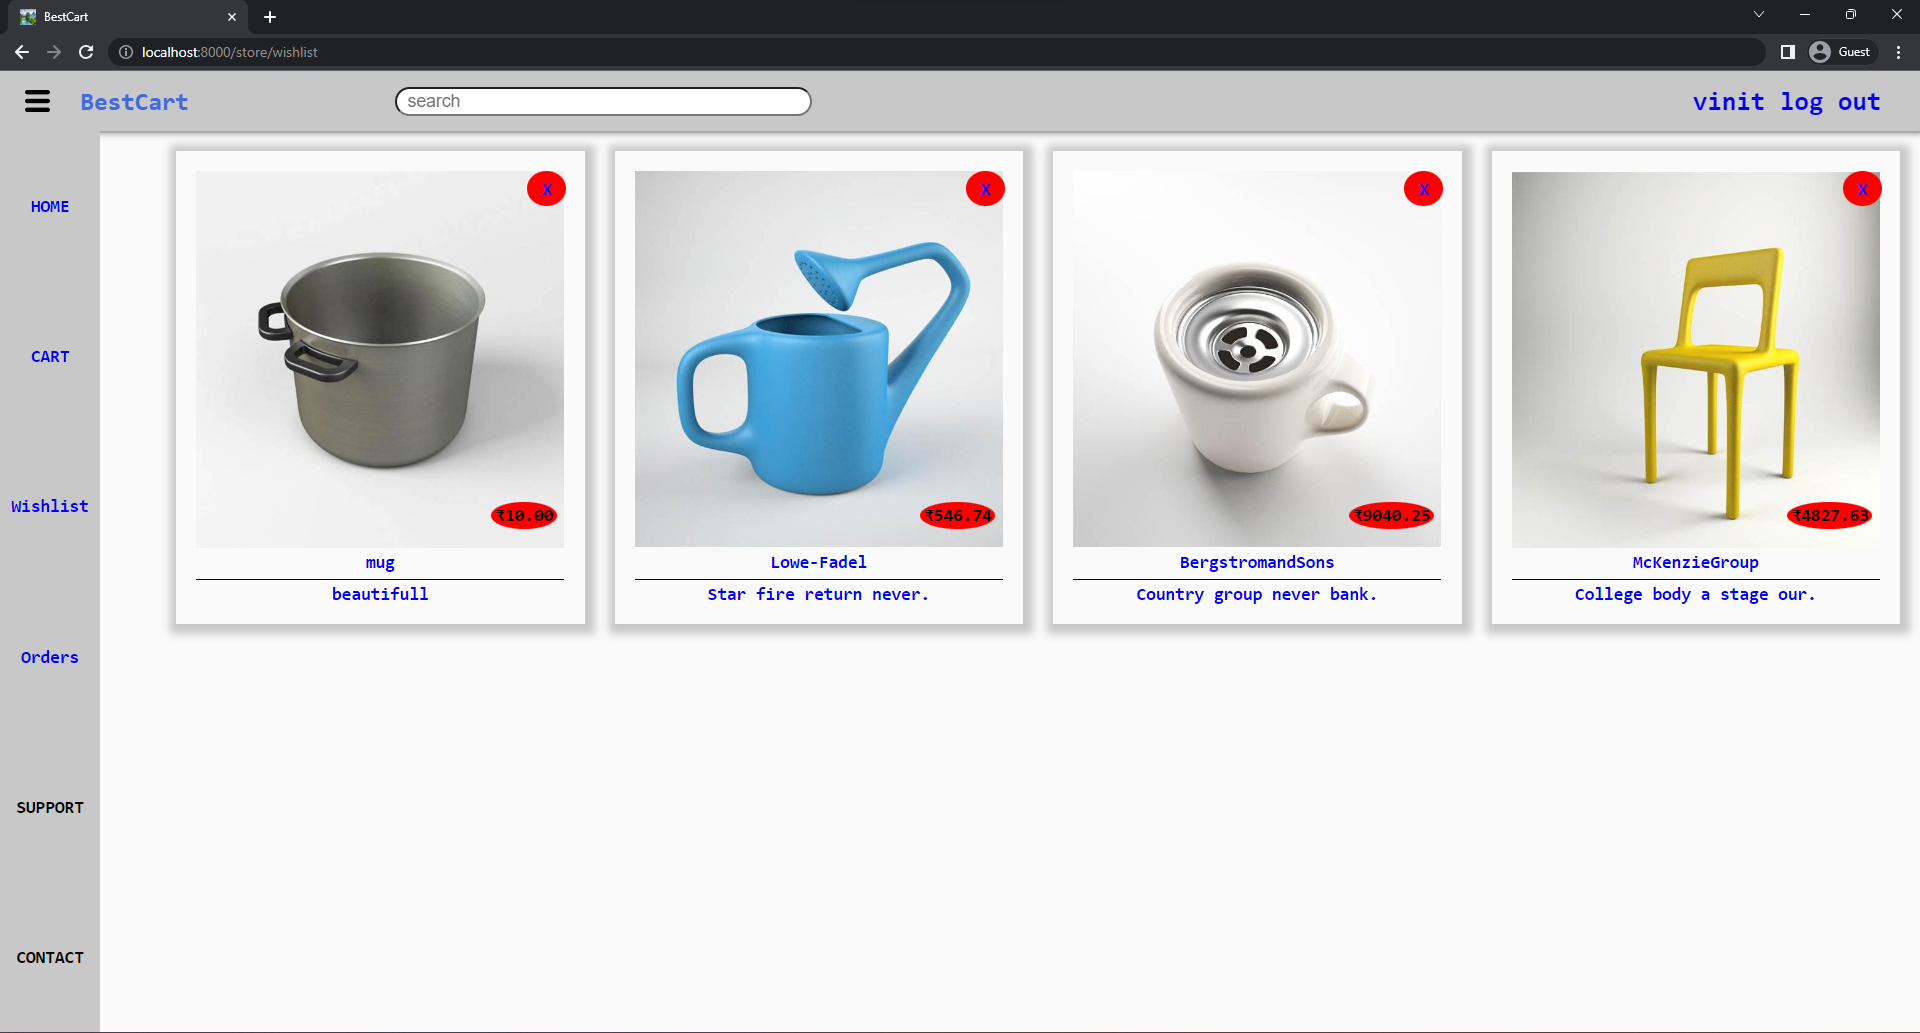 BestCart
localhost:8000/store/wishlist
Guest
BestCart
search
vinit log out
HOME
CART
Wishlist
Orders
SUPPORT
CONTACT
X
₹10.00
mug
beautifull
X
₹546.74
Lowe-Fadel
Star fire return never.
X
₹9040.25
BergstromandSons
Country group never bank.
X
₹4827.63
McKenzieGroup
College body a stage our.